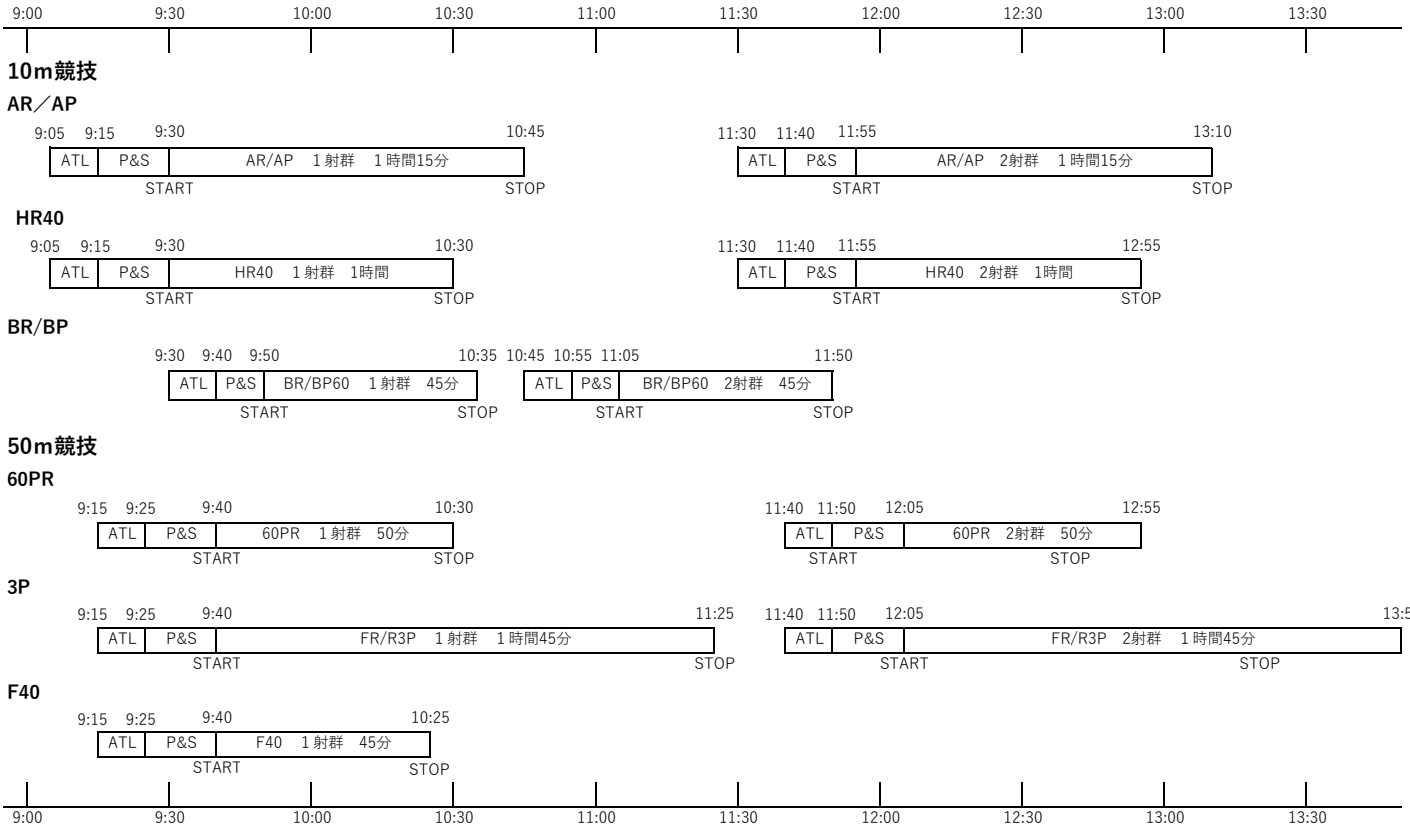 9:00 9:30 10:00 10:30 11:00 11:30 12:00 12:30 13:00 13:30
10m競技
AR／AP
9:05 9:15 9:30 10:45 11:30 11:40 11:55 13:10
ATL P&S AR/AP 1射群 1時間15分 ATL P&S AR/AP 2射群 1時間15分
START STOP START STOP
HR40
9:05 9:15 9:30 10:30 11:30 11:40 11:55 12:55
ATL P&S HR40 1射群 1時間 ATL P&S HR40 2射群 1時間
START STOP START STOP
BR/BP
9:30 9:40 9:50 10:35 10:45 10:55 11:05 11:50
ATL P&S BR/BP60 1射群 45分 ATL P&S BR/BP60 2射群 45分
START STOP START STOP
50m競技
60PR
9:15 9:25 9:40 10:30 11:40 11:50 12:05 12:55
ATL P&S 60PR 1射群 50分 ATL P&S 60PR 2射群 50分
START STOP START STOP
3P
9:15 9:25 9:40 11:25 11:40 11:50 12:05
ATL P&S FR/R3P 1射群 1時間45分 ATL P&S FR/R3P 2射群 1時間45分
START STOP START STOP
F40
9:15 9:25 9:40 10:25
ATL P&S F40 1射群 45分
START STOP
9:00 9:30 10:00 10:30 11:00 11:30 12:00 12:30 13:00 13:30